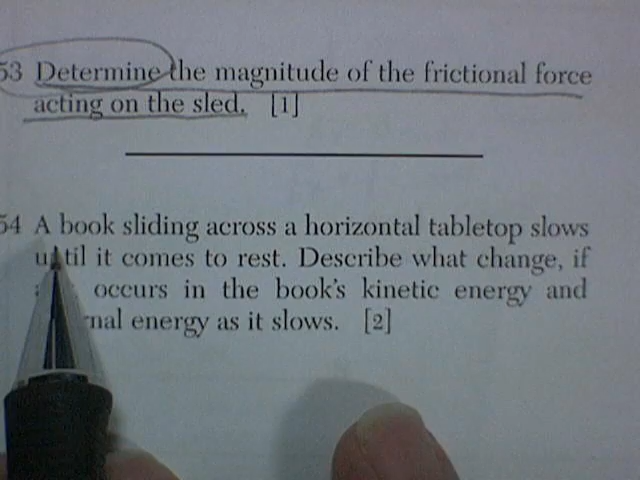 53 Determine the magnitude of the frictional force
acting on the sled. [1]
54 A book sliding across a horizontal tabletop slows
until it comes to rest. Describe what change, if
occurs in the book's kinetic energy and
energy as it slows. [2]